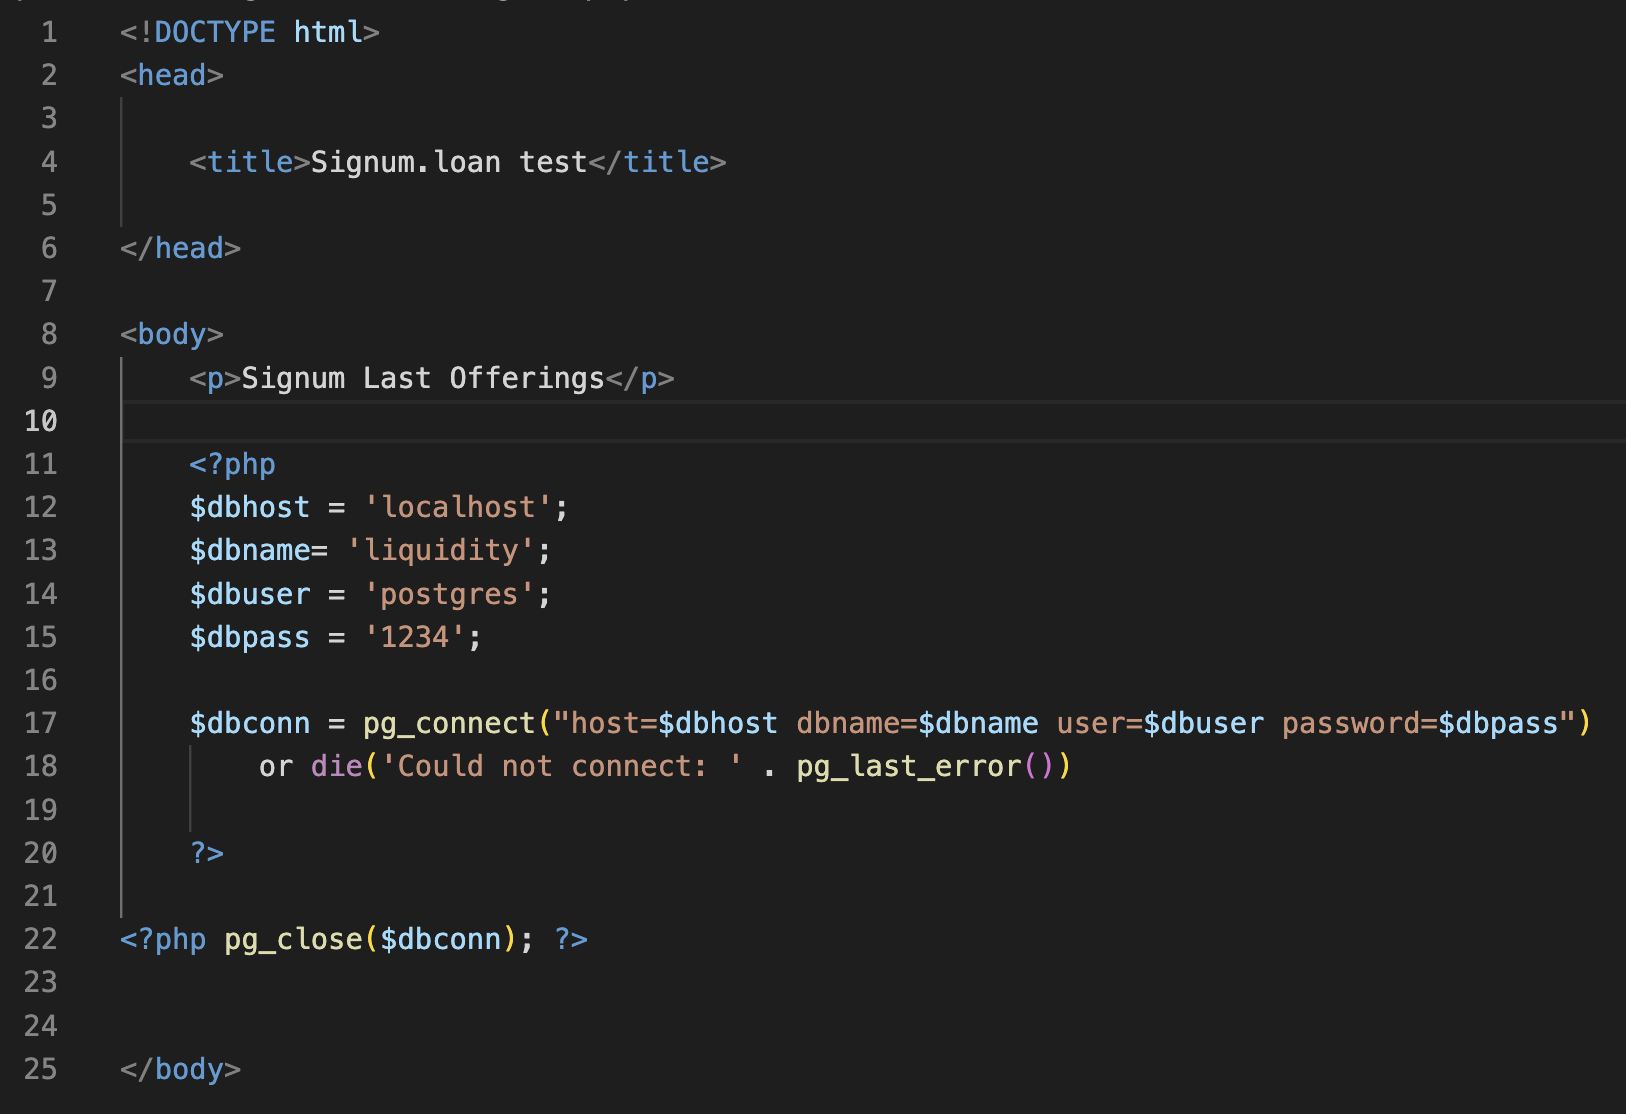 1 <!DOCTYPE html>
2 <head>
3
4 <title>Signum.loan test</title>
5
6 </head>
7
8 <body>
9 <p>Signum Last Offerings</p>
10
11 <?php
12 $dbhost = 'localhost';
13 $dbname= 'liquidity';
14 $dbuser = 'postgres';
15 $dbpass = '1234';
16
17 $dbconn = pg_connect("host=$dbhost dbname=$dbname user=$dbuser password=$dbpass")
18 or die('Could not connect: ' . pg_last_error())
19
20 ?>
21
22 <?php pg_close($dbconn); ?>
23
24
25 </body>